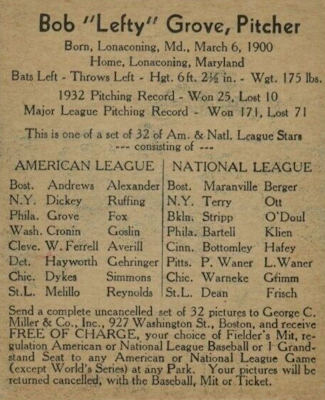 Bob "Lefty" Grove, Pitcher
Born, Lonaconing, Md., March 6, 1900
Home, Lonaconing, Maryland
Bats Left - Throws Left - Hgt. 6 ft. 2½ in. - Wgt. 175 lbs.
1932 Pitching Record - Won 25, Lost 10
Major League Pitching Record - Won 171, Lost 71
This is one of a set of 32 of Am. & Natl. League Stars
--- consisting of ---
AMERICAN LEAGUE NATIONAL LEAGUE
Bost. Andrews Alexander Bost. Maranville Berger
N.Y. Dickey Ruffing N.Y. Terry Ott
Phila. Grove Fox Bkln. Stripp O'Doul
Wash. Cronin Goslin Phila. Bartell Klien
Cleve. W. Ferrell Averill Cinn. Bottomley Hafey
Det. Hayworth Gehringer Pitts. P. Waner L. Waner
Chic. Dykes Simmons Chic. Warneke Grimm
St.L. Melillo Reynolds St.L. Dean Frisch
Send a complete uncancelled set of 32 pictures to George C.
Miller & Co., Inc., 927 Washington St., Boston, and receive
FREE OF CHARGE, your choice of Fielder's Mit, re-
gulation American or National League Baseball or 1 Grand-
stand Seat to any American or National League Game
(except World's Series) at any Park. Your pictures will be
returned cancelled, with the Baseball, Mit or Ticket.